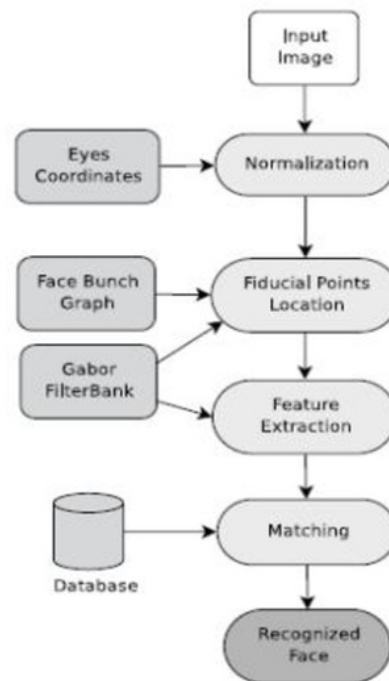 Input
Image
Eyes
Coordinates
Normalization
Face Bunch
Graph
Fiducial Points
Location
Gabor
FilterBank
Feature
Extraction
Matching
Database
Recognized
Face